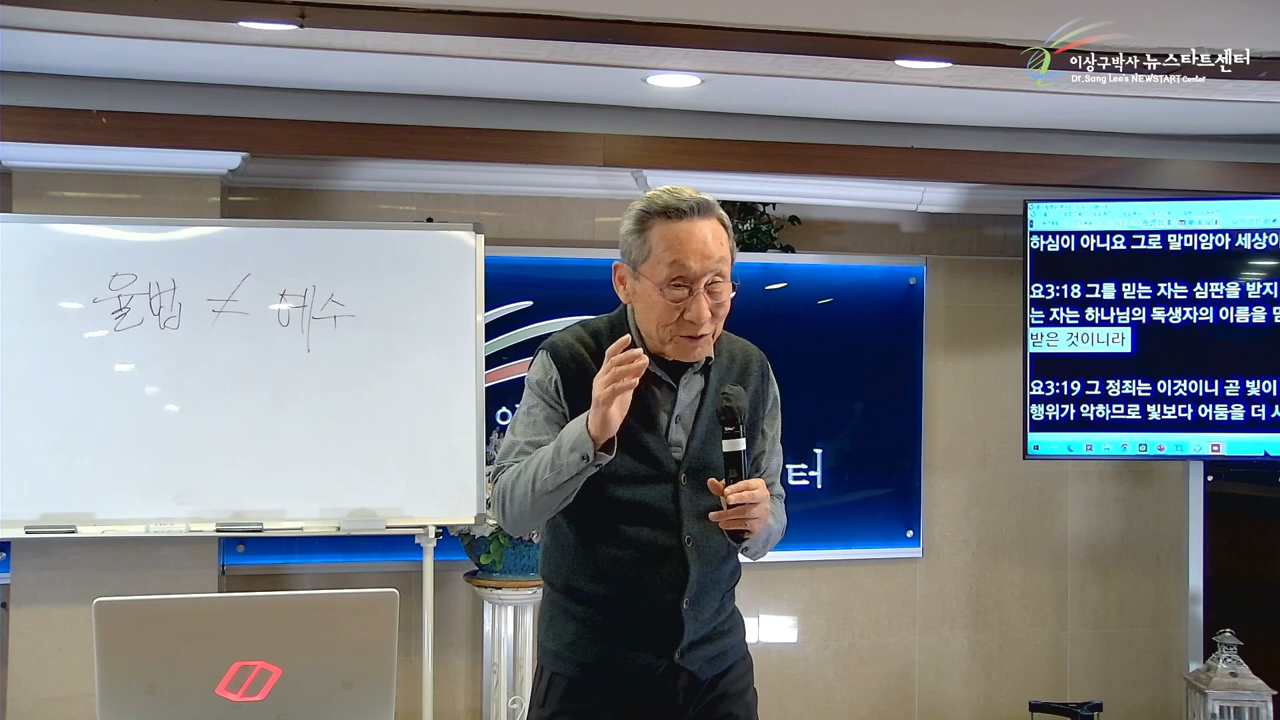 이상구박사 뉴스타트센터
Dr. Sang Lee's NEWSTART Center
율법 ≠ 예수
하심이 아니요 그로 말미암아 세상이
요3:18 그를 믿는 자는 심판을 받지
는 자는 하나님의 독생자의 이름을 믿
받은 것이니라
요3:19 그 정죄는 이것이니 곧 빛이
행위가 악하므로 빛보다 어둠을 더 사
터